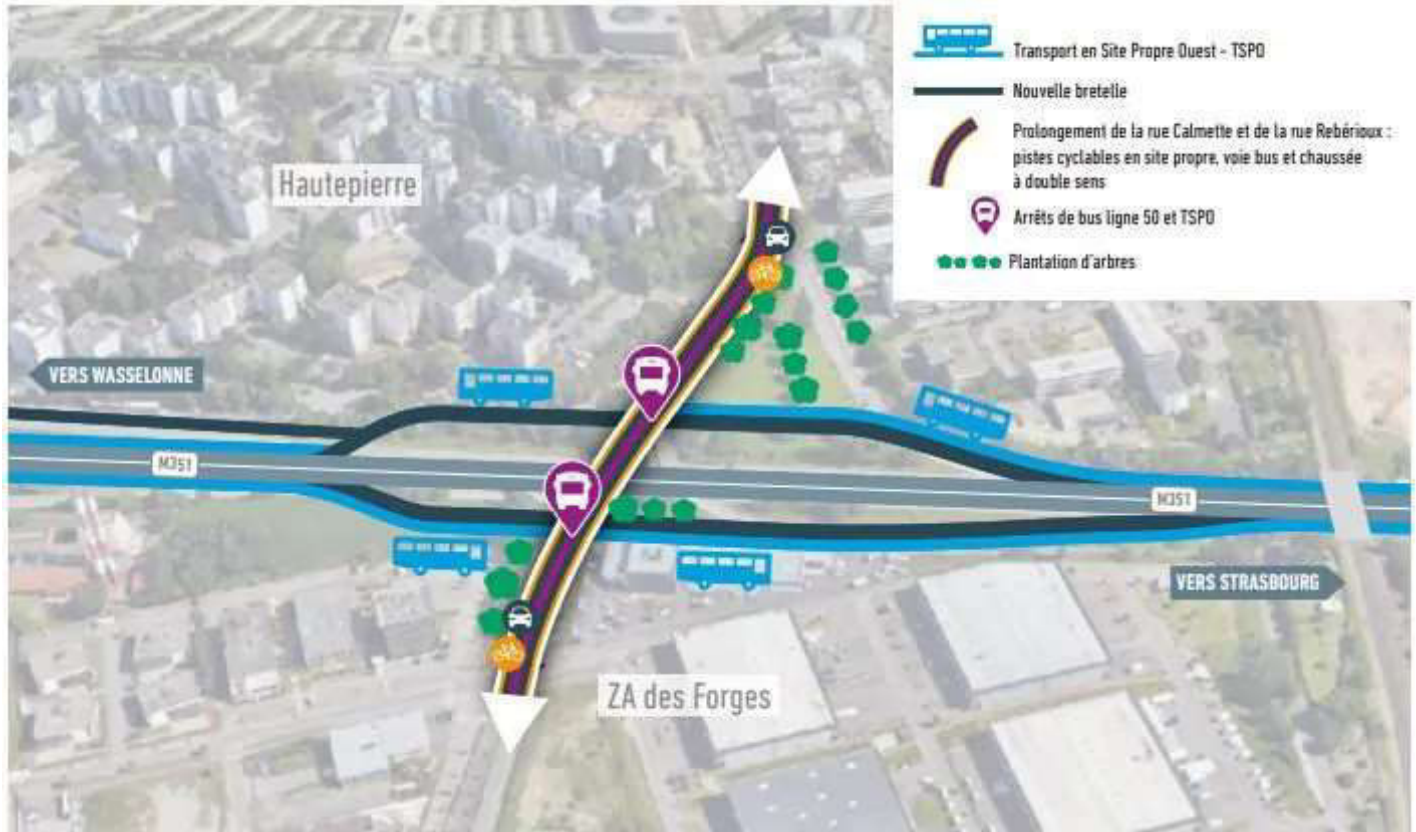 Transport en Site Propre Ouest - TSPO
Nouvelle bretelle
Prolongement de la rue Calmette et de la rue Rebérioux :
pistes cyclables en site propre, voie bus et chaussée
à double sens
Arrêts de bus ligne 50 et TSPO
Plantation d'arbres
Hautepierre
VERS WASSELONNE
M351
M351
VERS STRASBOURG
ZA des Forges